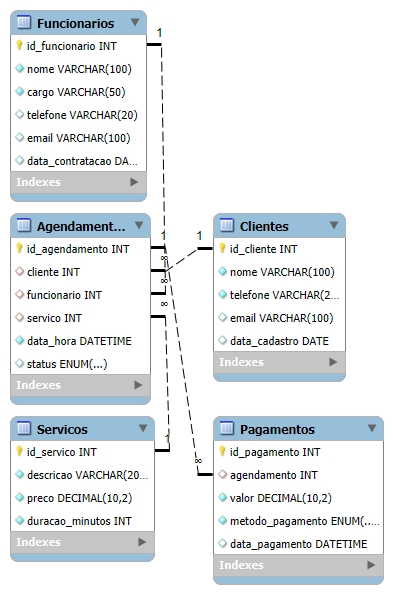 Funcionarios
id_funcionario INT
nome VARCHAR(100)
cargo VARCHAR(50)
telefone VARCHAR(20)
email VARCHAR(100)
data_contratacao DA...
Indexes
1
Agendament...
id_agendamento INT
cliente INT
funcionario INT
servico INT
data_hora DATETIME
status ENUM(...)
Indexes
1
∞
∞
∞
1
Clientes
id_cliente INT
nome VARCHAR(100)
telefone VARCHAR(2...
email VARCHAR(100)
data_cadastro DATE
Indexes
Servicos
id_servico INT
descricao VARCHAR(20...
preco DECIMAL(10,2)
duracao_minutos INT
Indexes
1
∞
Pagamentos
id_pagamento INT
agendamento INT
valor DECIMAL(10,2)
metodo_pagamento ENUM(...
data_pagamento DATETIME
Indexes